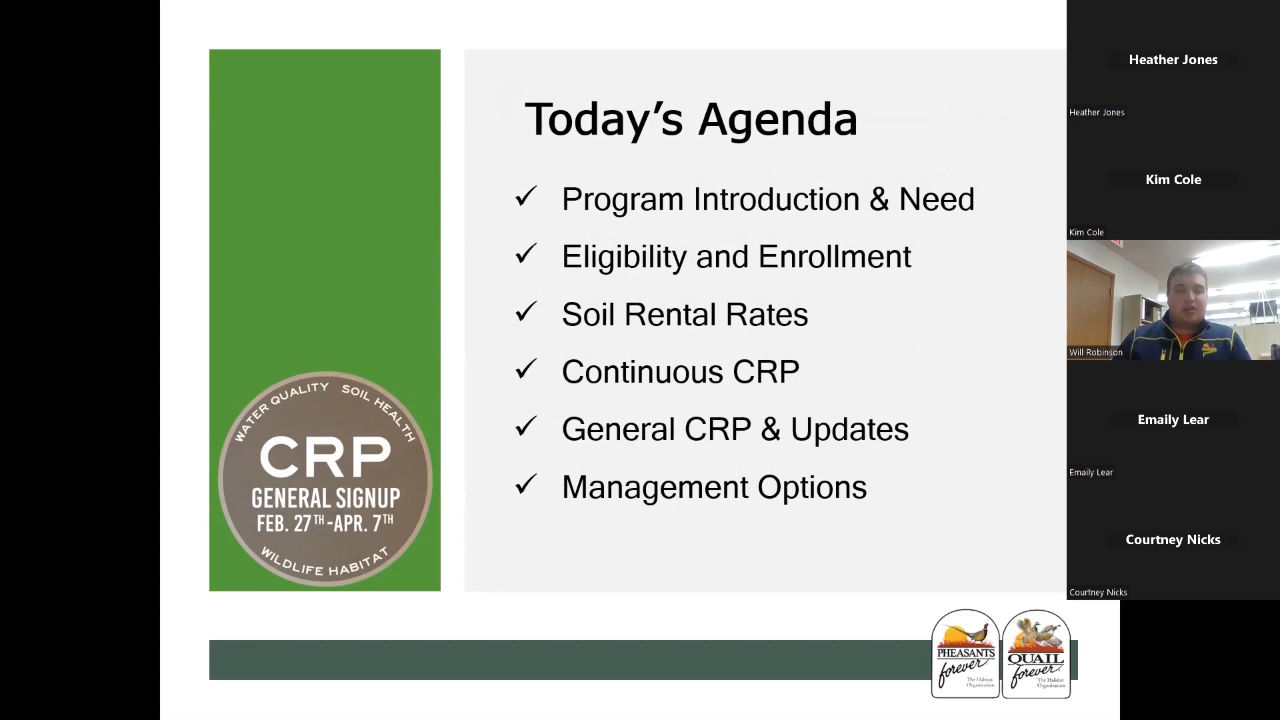 Today's Agenda
✓ Program Introduction & Need
✓ Eligibility and Enrollment
✓ Soil Rental Rates
✓ Continuous CRP
✓ General CRP & Updates
✓ Management Options
WATER QUALITY SOIL HEALTH
CRP
GENERAL SIGNUP
FEB. 27TH-APR. 7TH
WILDLIFE HABITAT
PHEASANTS
forever
The Habitat
Organization
QUAIL
forever
The Habitat
Organization
Heather Jones
Heather Jones
Kim Cole
Kim Cole
Will Robinson
Emaily Lear
Emaily Lear
Courtney Nicks
Courtney Nicks